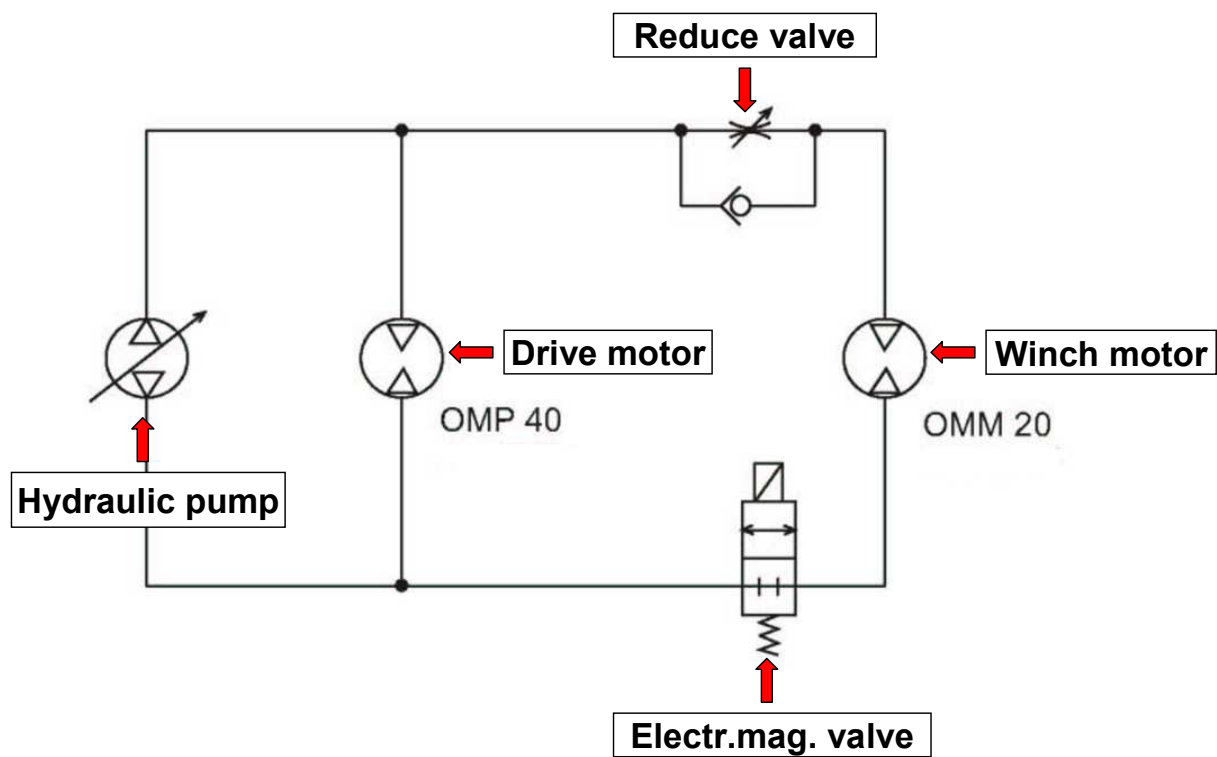 Reduce valve
Drive motor
Winch motor
OMP 40
OMM 20
Hydraulic pump
Electr.mag. valve